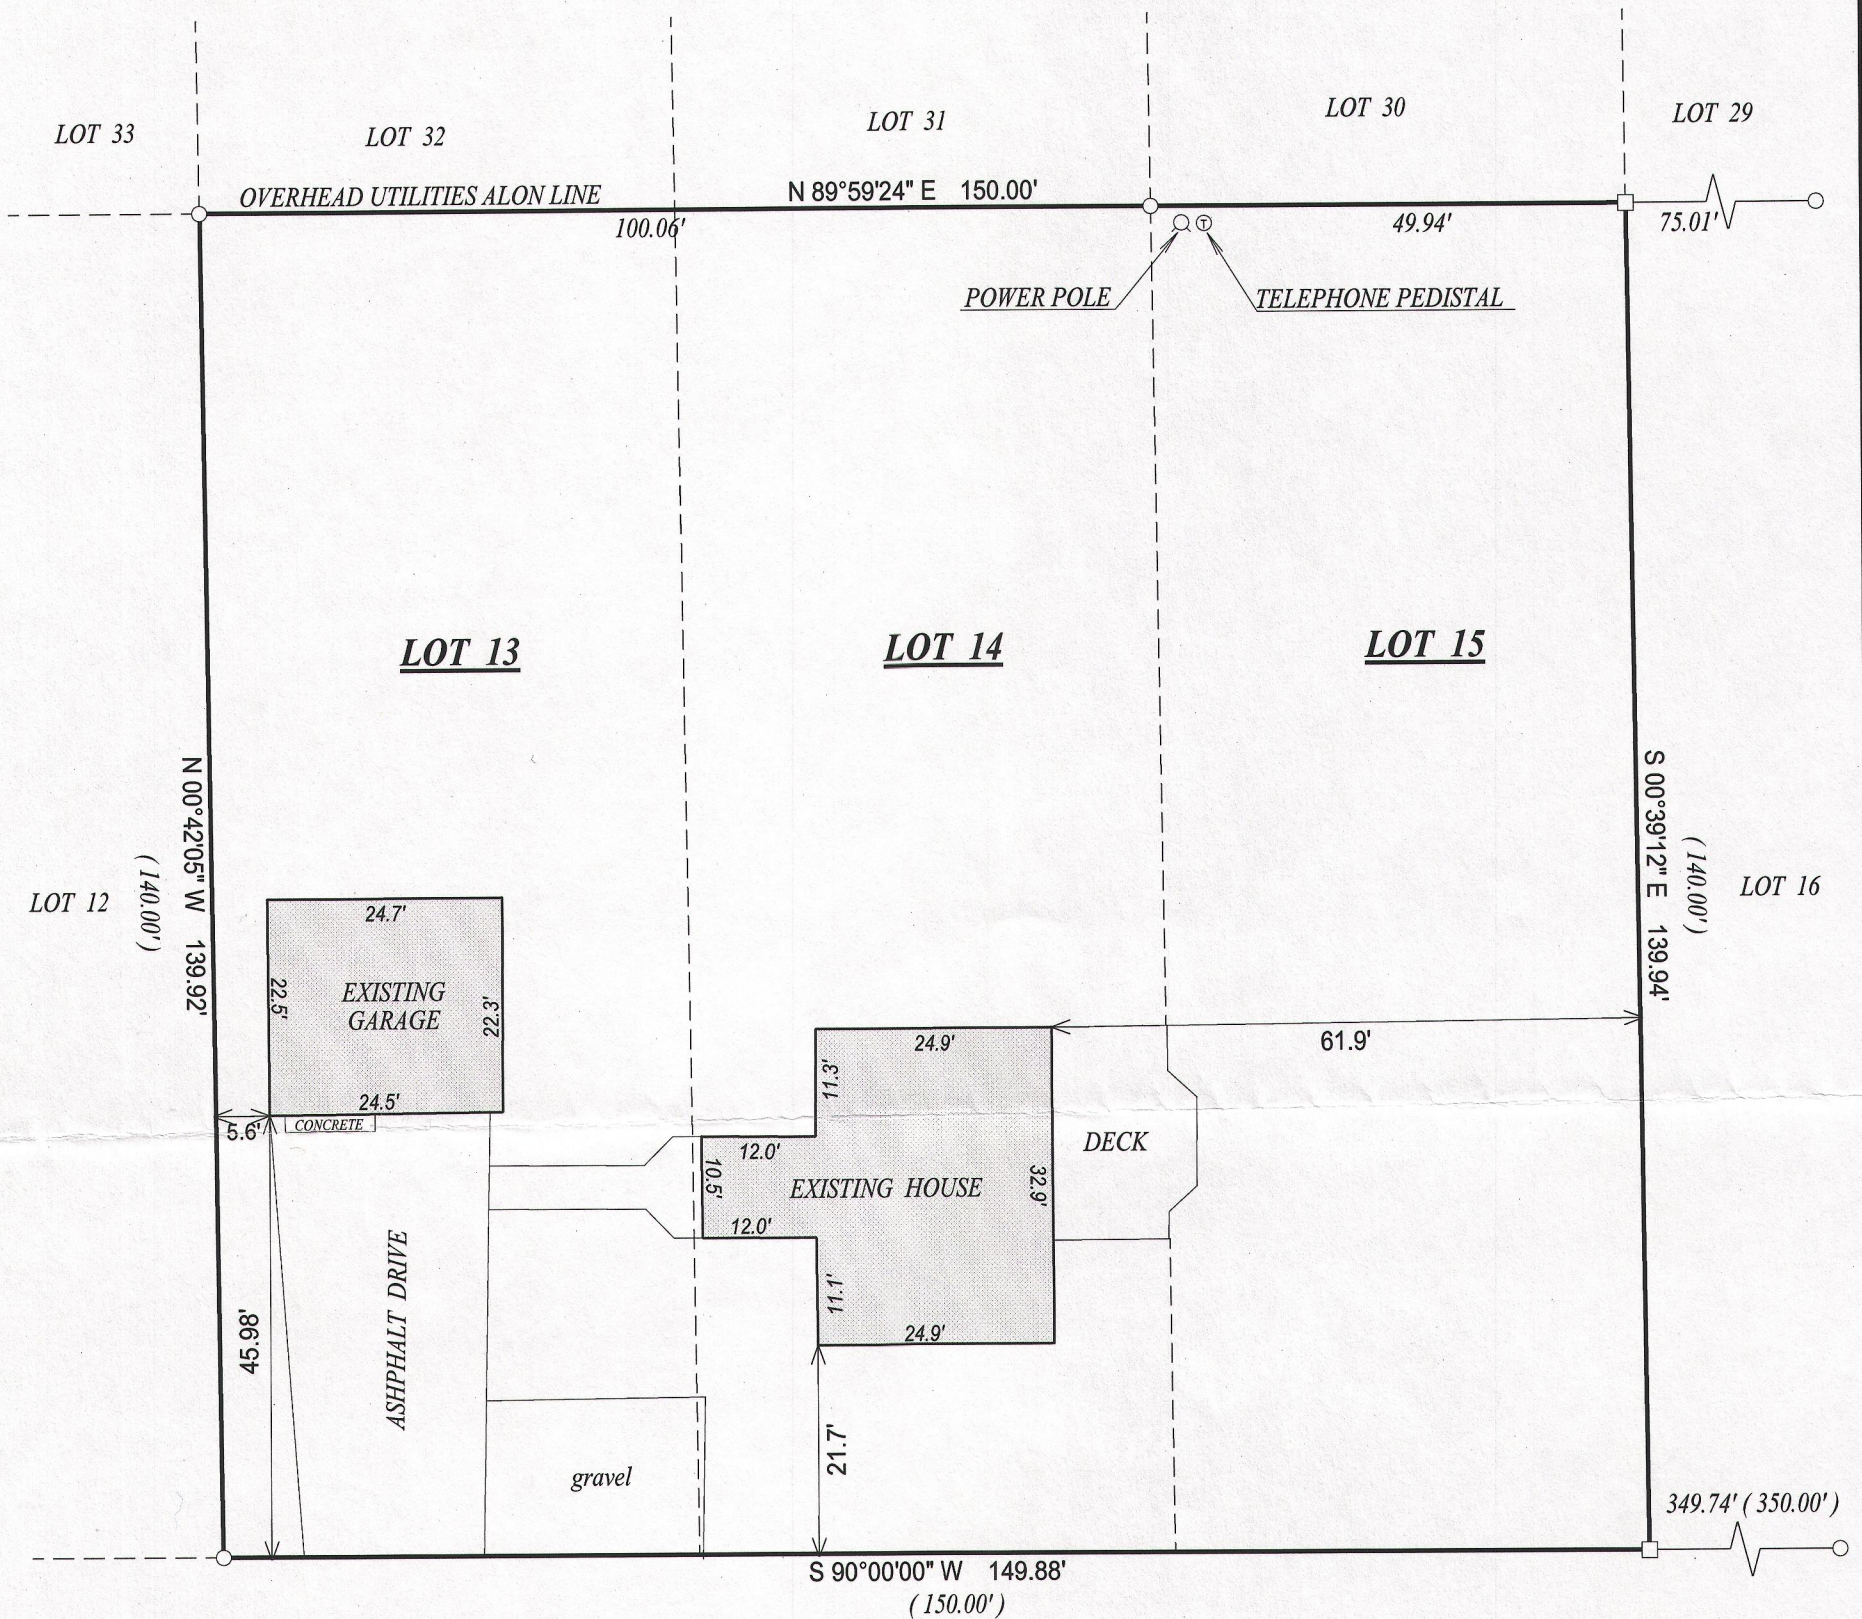 LOT 33
LOT 32
LOT 31
LOT 30
LOT 29
OVERHEAD UTILITIES ALON LINE
N 89°59'24" E 150.00'
100.06'
49.94'
75.01'
T
POWER POLE
TELEPHONE PEDISTAL
LOT 13
LOT 14
LOT 15
N 00°42'05" W 139.92'
(140.00')
S 00°39'12" E 139.94'
(140.00')
LOT 12
LOT 16
24.7'
22.5'
EXISTING
GARAGE
22.3'
24.5'
CONCRETE
5.6'
24.9'
11.3'
61.9'
12.0'
10.5'
EXISTING HOUSE
32.9'
DECK
12.0'
11.1'
24.9'
45.98'
ASHPHALT DRIVE
21.7'
gravel
349.74' (350.00')
S 90°00'00" W 149.88'
(150.00')